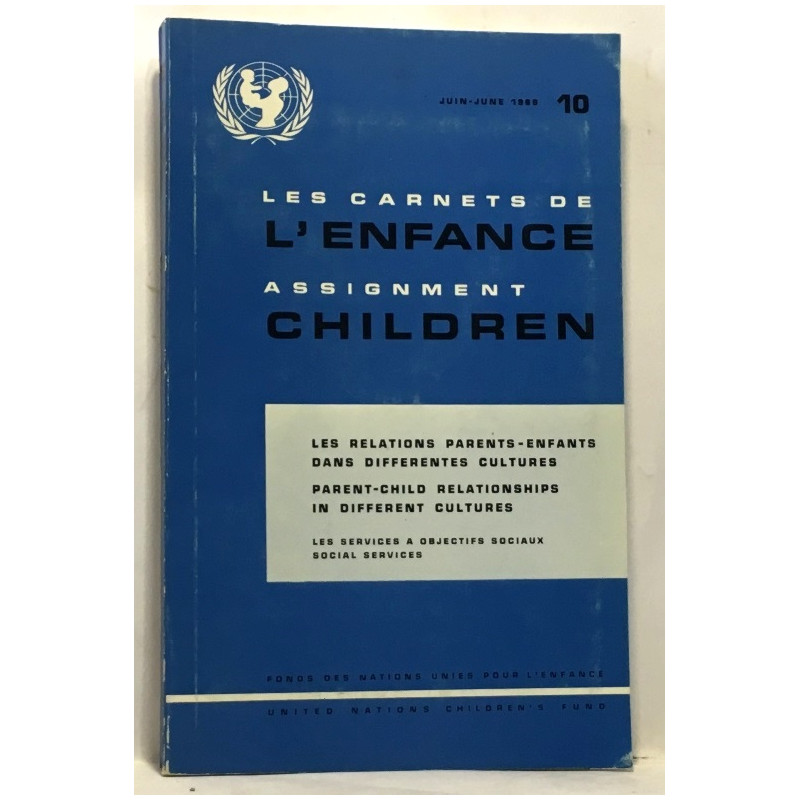 JUIN-JUNE 1969 10
LES CARNETS DE
L'ENFANCE
ASSIGNMENT
CHILDREN
LES RELATIONS PARENTS-ENFANTS
DANS DIFFERENTES CULTURES
PARENT-CHILD RELATIONSHIPS
IN DIFFERENT CULTURES
LES SERVICES A OBJECTIFS SOCIAUX
SOCIAL SERVICES
FONDS DES NATIONS UNIES POUR L'ENFANCE
UNITED NATIONS CHILDREN'S FUND